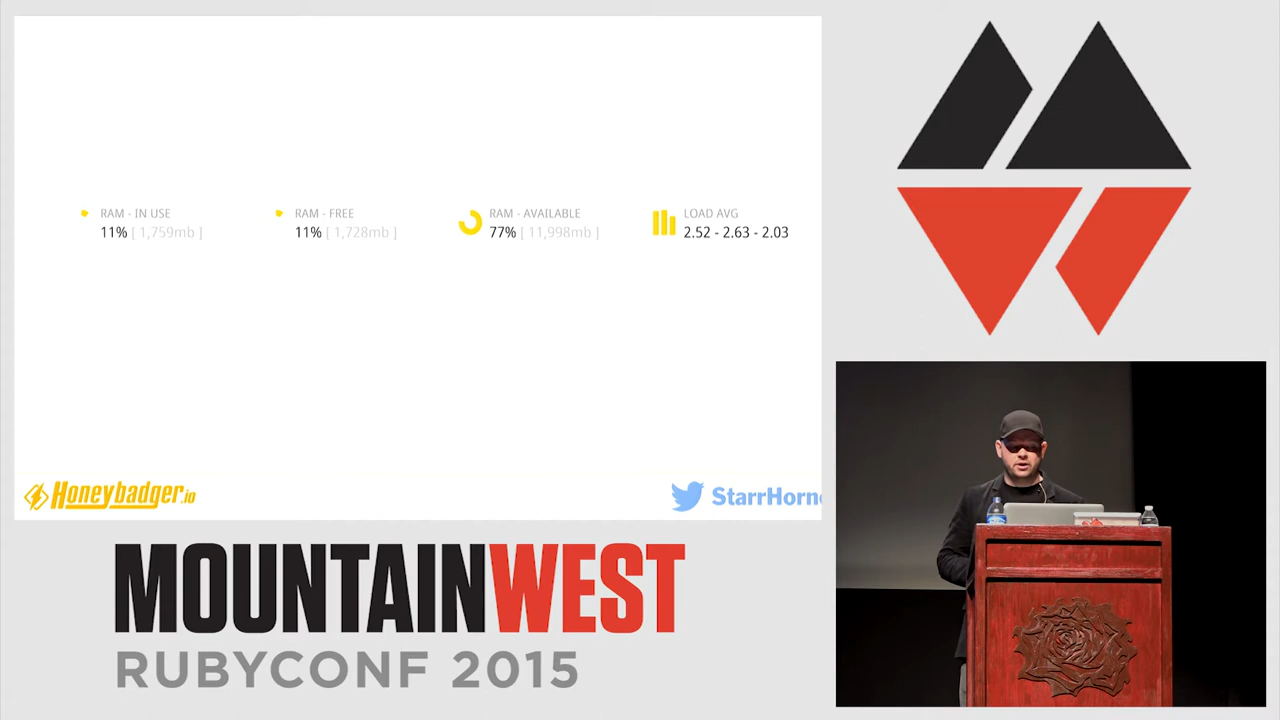 RAM - IN USE
11% [ 1,759mb ]
RAM - FREE
11% [ 1,728mb ]
RAM - AVAILABLE
77% [ 11,998mb ]
LOAD AVG
2.52 - 2.63 - 2.03
Honeybadger.io
StarrHorne
MOUNTAINWEST
RUBYCONF 2015